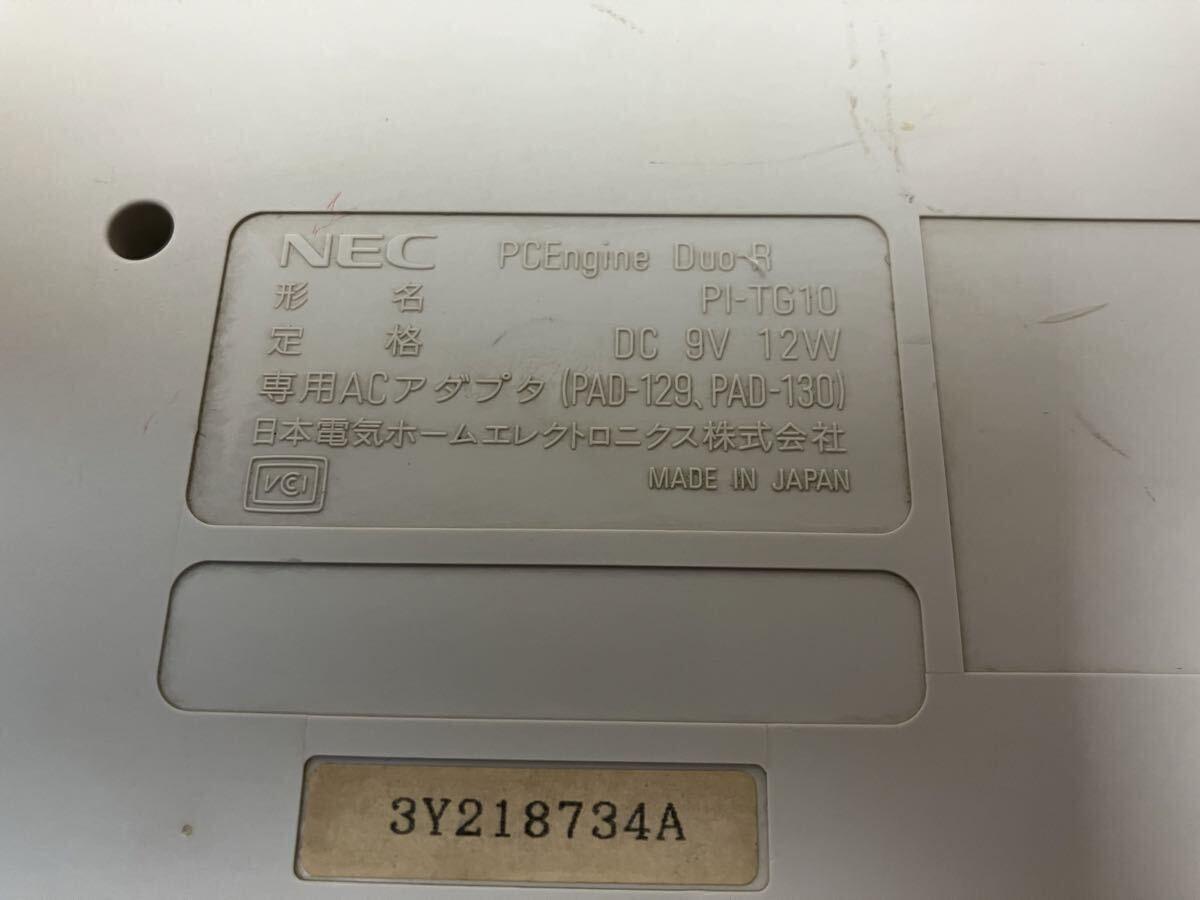 NEC PCEngine Duo-R
形名 PI-TG10
定格 DC 9V 12W
専用ACアダプタ(PAD-129、PAD-130)
日本電気ホームエレクトロニクス株式会社
VCI MADE IN JAPAN
3Y218734A